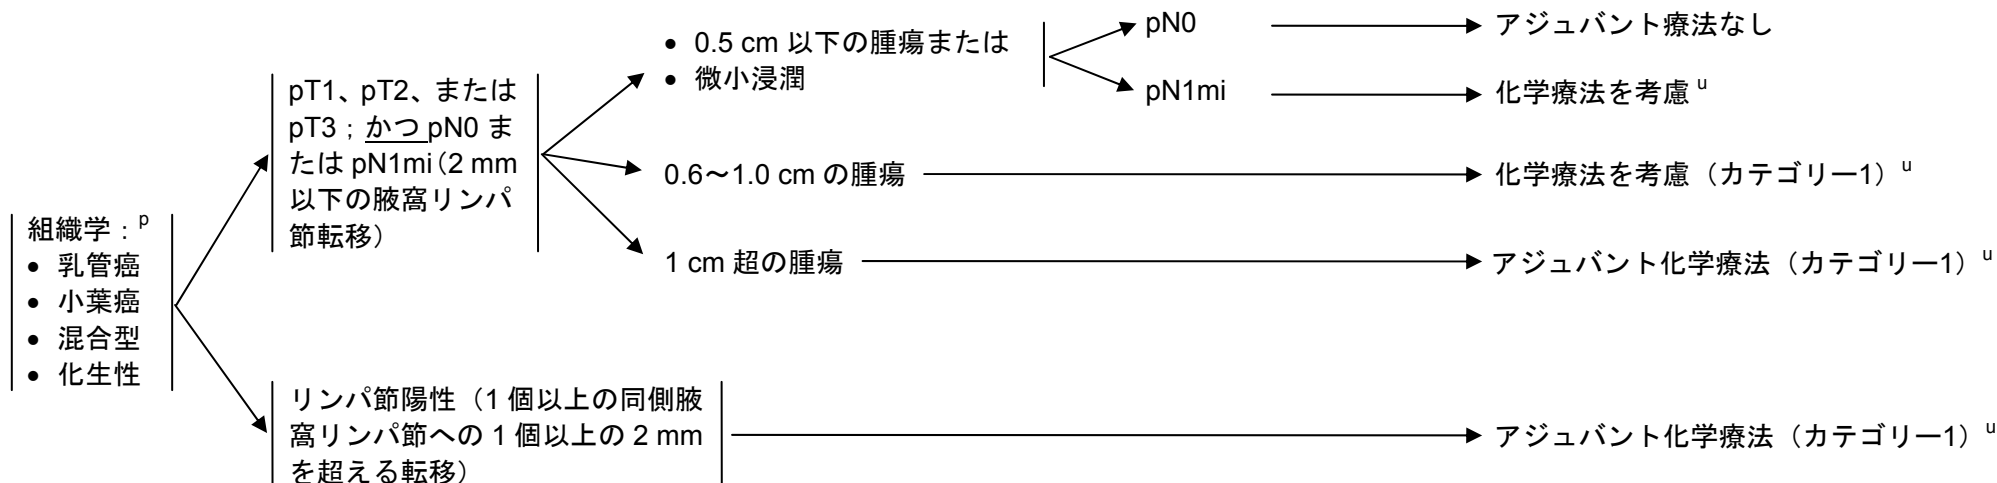 組織学：p
• 乳管癌
• 小葉癌
• 混合型
• 化生性
pT1、pT2、または
pT3；かつ pN0 ま
たは pN1mi（2 mm
以下の腋窩リンパ
節転移）
• 0.5 cm 以下の腫瘍または
• 微小浸潤
pN0
アジュバント療法なし
pN1mi
化学療法を考慮 u
0.6〜1.0 cm の腫瘍
化学療法を考慮（カテゴリー1）u
1 cm 超の腫瘍
アジュバント化学療法（カテゴリー1）u
リンパ節陽性（1 個以上の同側腋
窩リンパ節への 1 個以上の 2 mm
を超える転移）
アジュバント化学療法（カテゴリー1）u